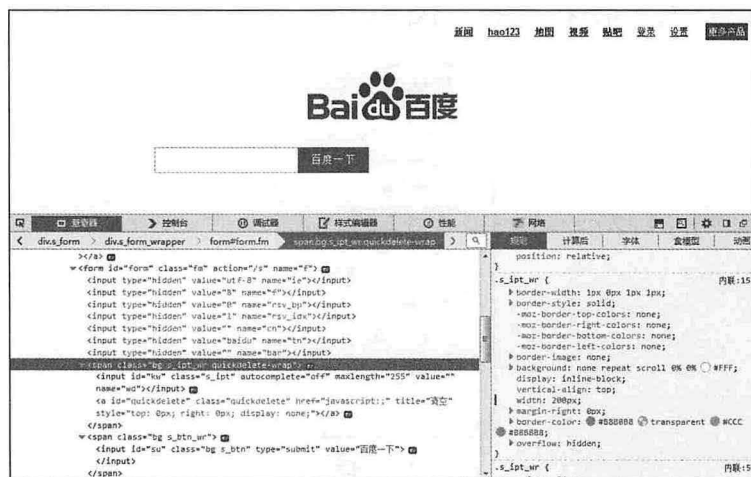 新闻 hao123 地图 视频 贴吧 登录 设置 更多产品
Baidu百度
百度一下
查看器 控制台 调试器 样式编辑器 性能 网络
div.s_form div.s_form_wrapper form#form.fm span.bg.s_ipt_wr.quickdelete-wrap
规则 计算后 字体 盒模型 动画
></a>
<form id="form" class="fm" action="/s" name="f">
<input type="hidden" value="utf-8" name="ie"></input>
<input type="hidden" value="8" name="f"></input>
<input type="hidden" value="0" name="rsv_bp"></input>
<input type="hidden" value="1" name="rsv_idx"></input>
<input type="hidden" value="" name="cn"></input>
<input type="hidden" value="baidu" name="tn"></input>
<input type="hidden" value="" name="bar"></input>
<span class="bg s_ipt_wr quickdelete-wrap">
<input id="kw" class="s_ipt" autocomplete="off" maxlength="255" value=""
name="wd"></input>
<a id="quickdelete" class="quickdelete" href="javascript:;" title="清空"
style="top: 0px; right: 0px; display: none;"></a>
</span>
<span class="bg s_btn_wr">
<input id="su" class="bg s_btn" type="submit" value="百度一下">
</input>
</span>
position: relative;
}
.s_ipt_wr { 内联:15
border-width: 1px 0px 1px 1px;
border-style: solid;
-moz-border-top-colors: none;
-moz-border-right-colors: none;
-moz-border-bottom-colors: none;
-moz-border-left-colors: none;
border-image: none;
background: none repeat scroll 0% 0% #FFF;
display: inline-block;
vertical-align: top;
width: 200px;
margin-right: 0px;
border-color: #B8B8B8 transparent #CCC
#B8B8B8;
overflow: hidden;
}
.s_ipt_wr { 内联:5